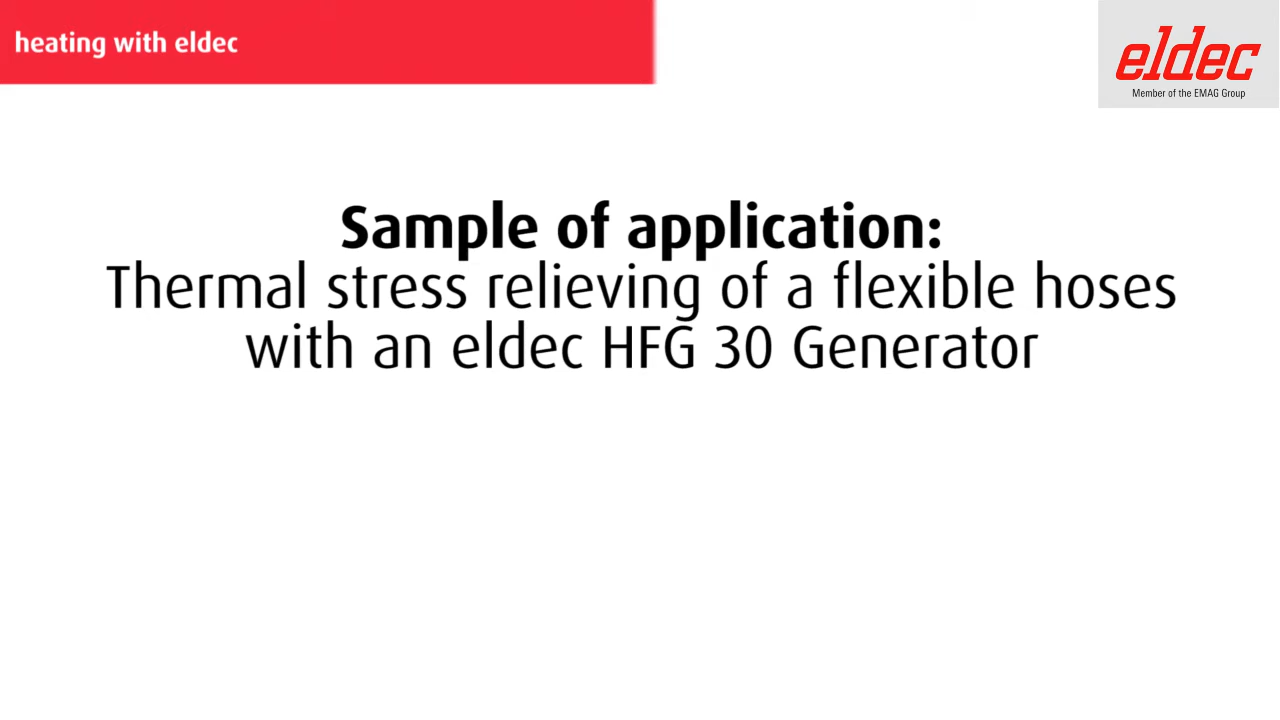 heating with eldec
eldec
Member of the EMAG Group
Sample of application:
Thermal stress relieving of a flexible hoses
with an eldec HFG 30 Generator